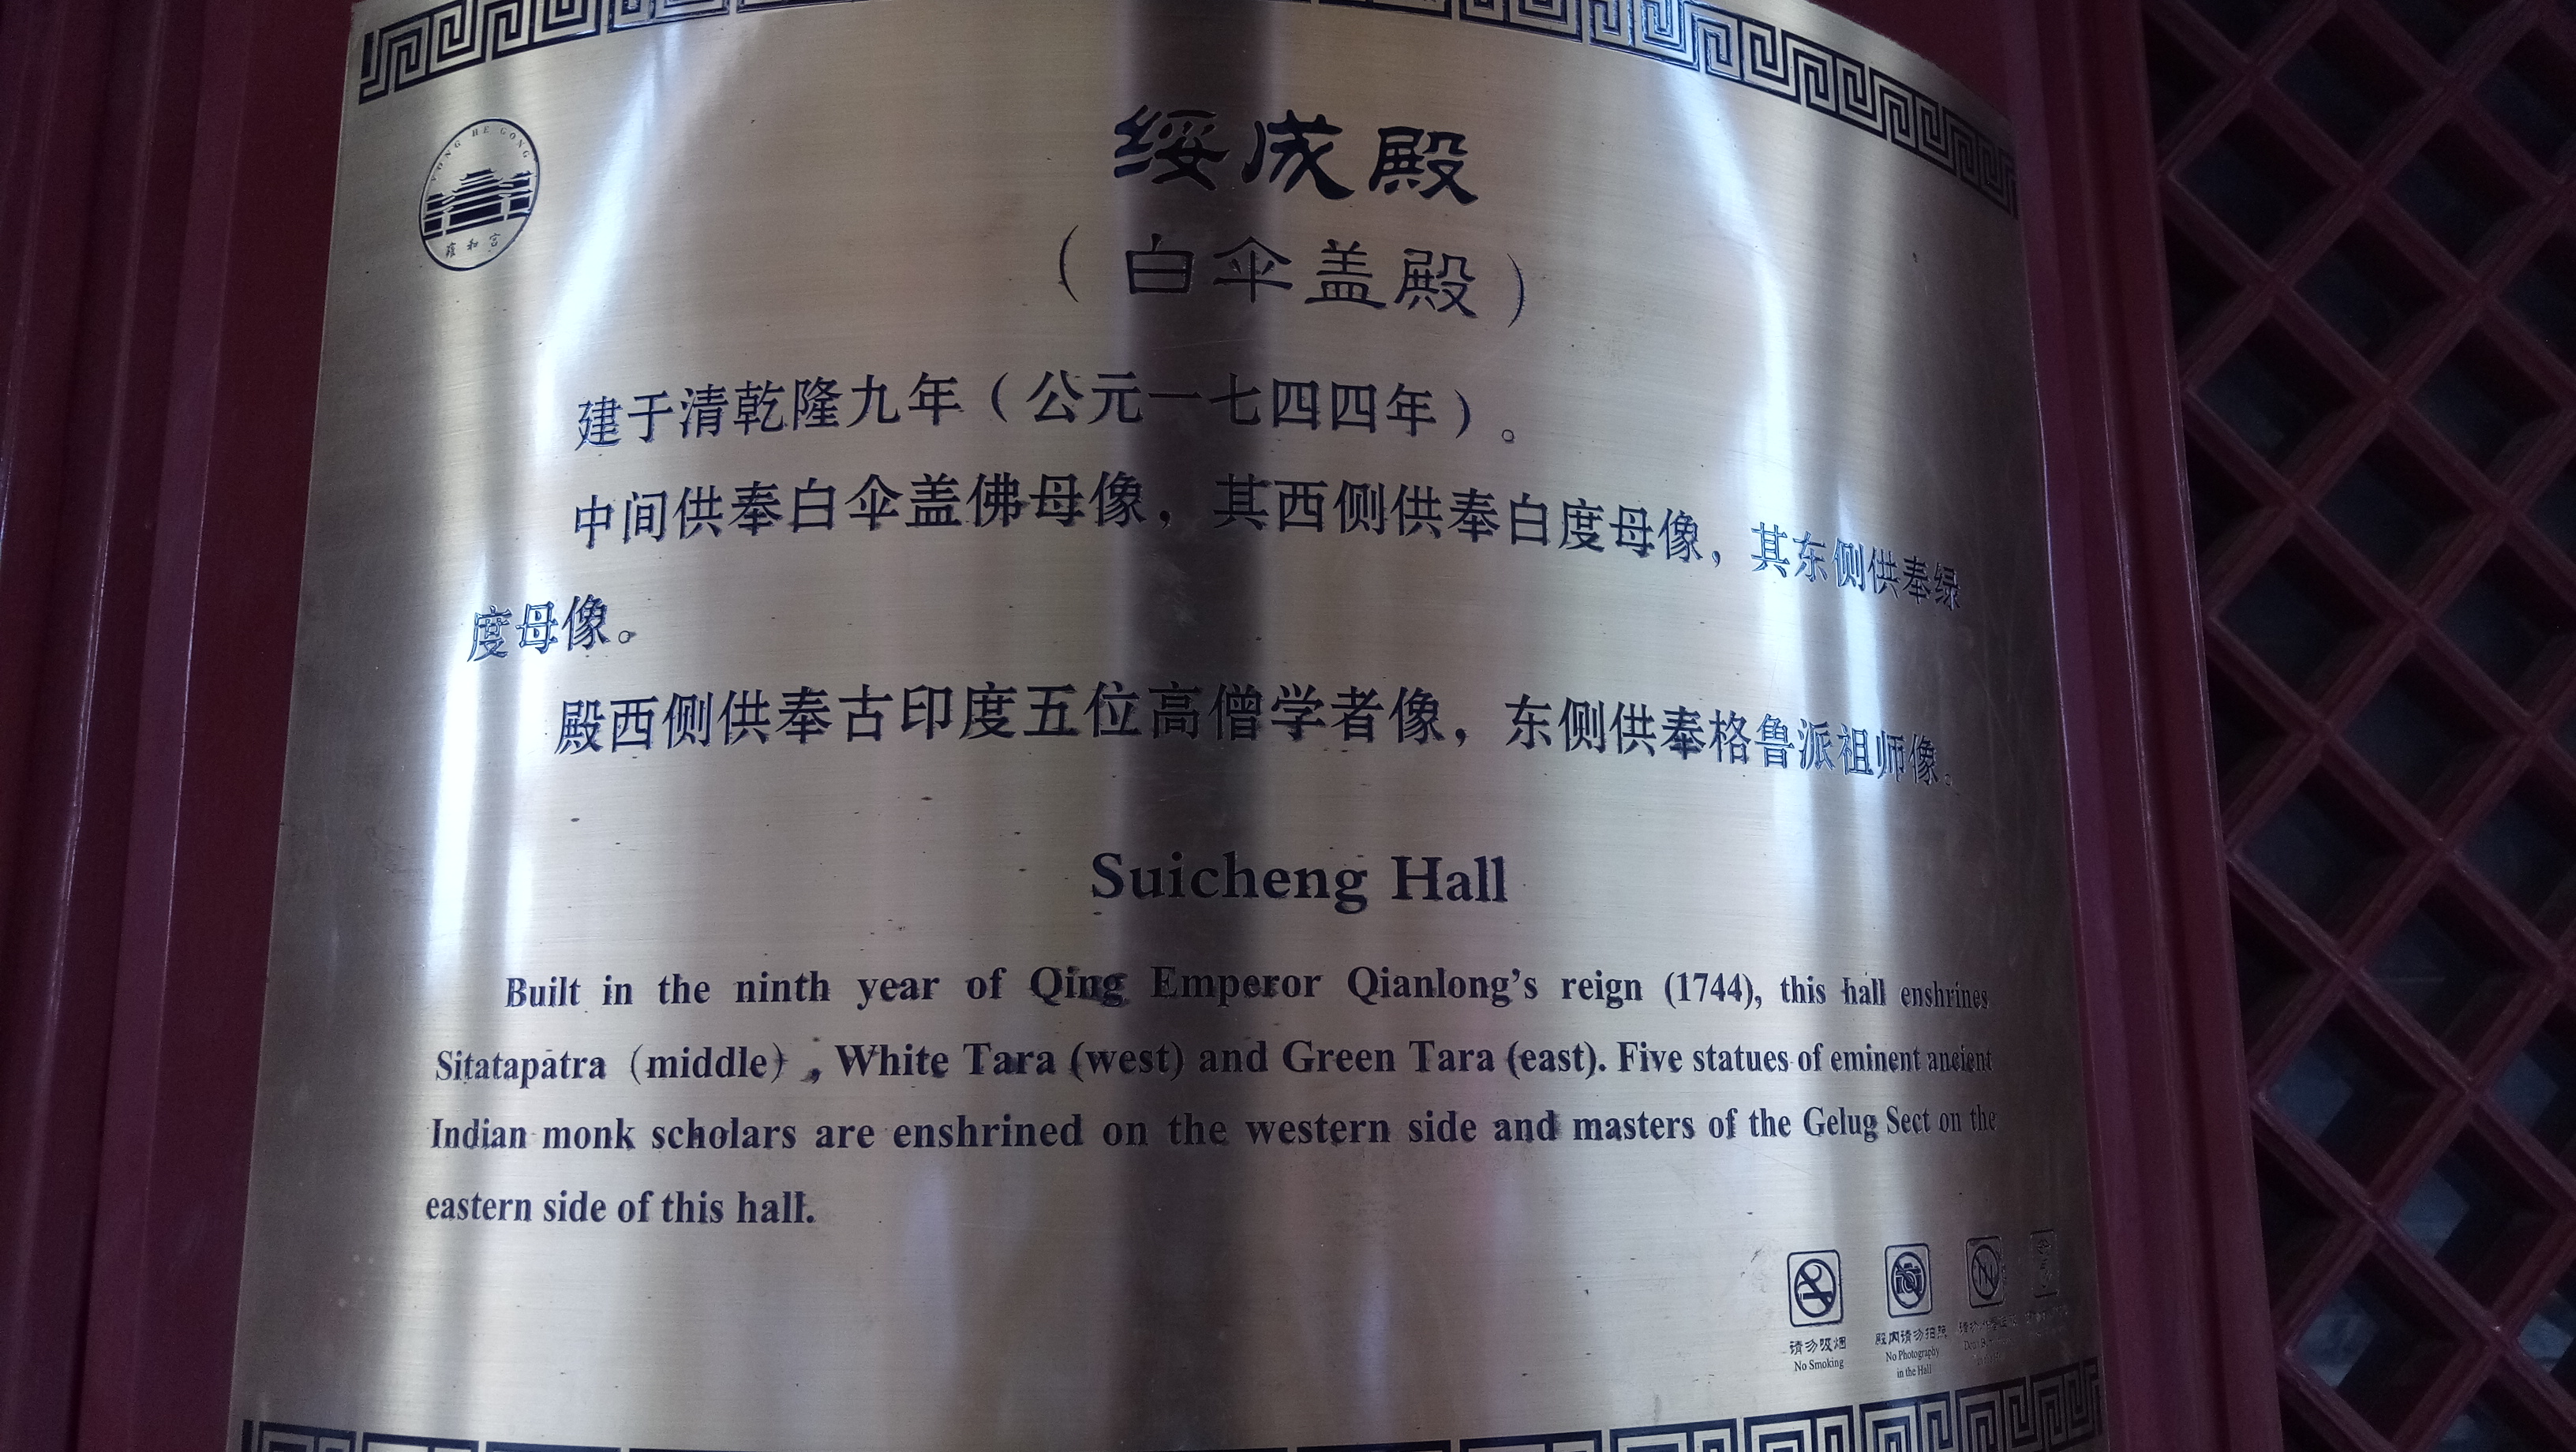 YONG HE GONG
雍和宫
绥成殿
（白伞盖殿）
建于清乾隆九年（公元一七四四年）。
中间供奉白伞盖佛母像，其西侧供奉白度母像，其东侧供奉绿
度母像。
殿西侧供奉古印度五位高僧学者像，东侧供奉格鲁派祖师像。
Suicheng Hall
Built in the ninth year of Qing Emperor Qianlong's reign (1744), this hall enshrines
Sitatapatra (middle) , White Tara (west) and Green Tara (east). Five statues of eminent ancient
Indian monk scholars are enshrined on the western side and masters of the Gelug Sect on the
eastern side of this hall.
请勿吸烟
No Smoking
殿内请勿拍照
No Photography
in the Hall